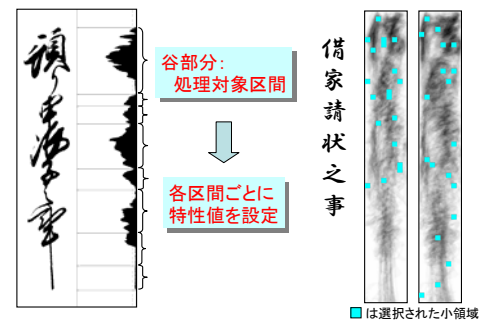 谷部分:
処理対象区間
各区間ごとに
特性値を設定
借家請状之事
は選択された小領域